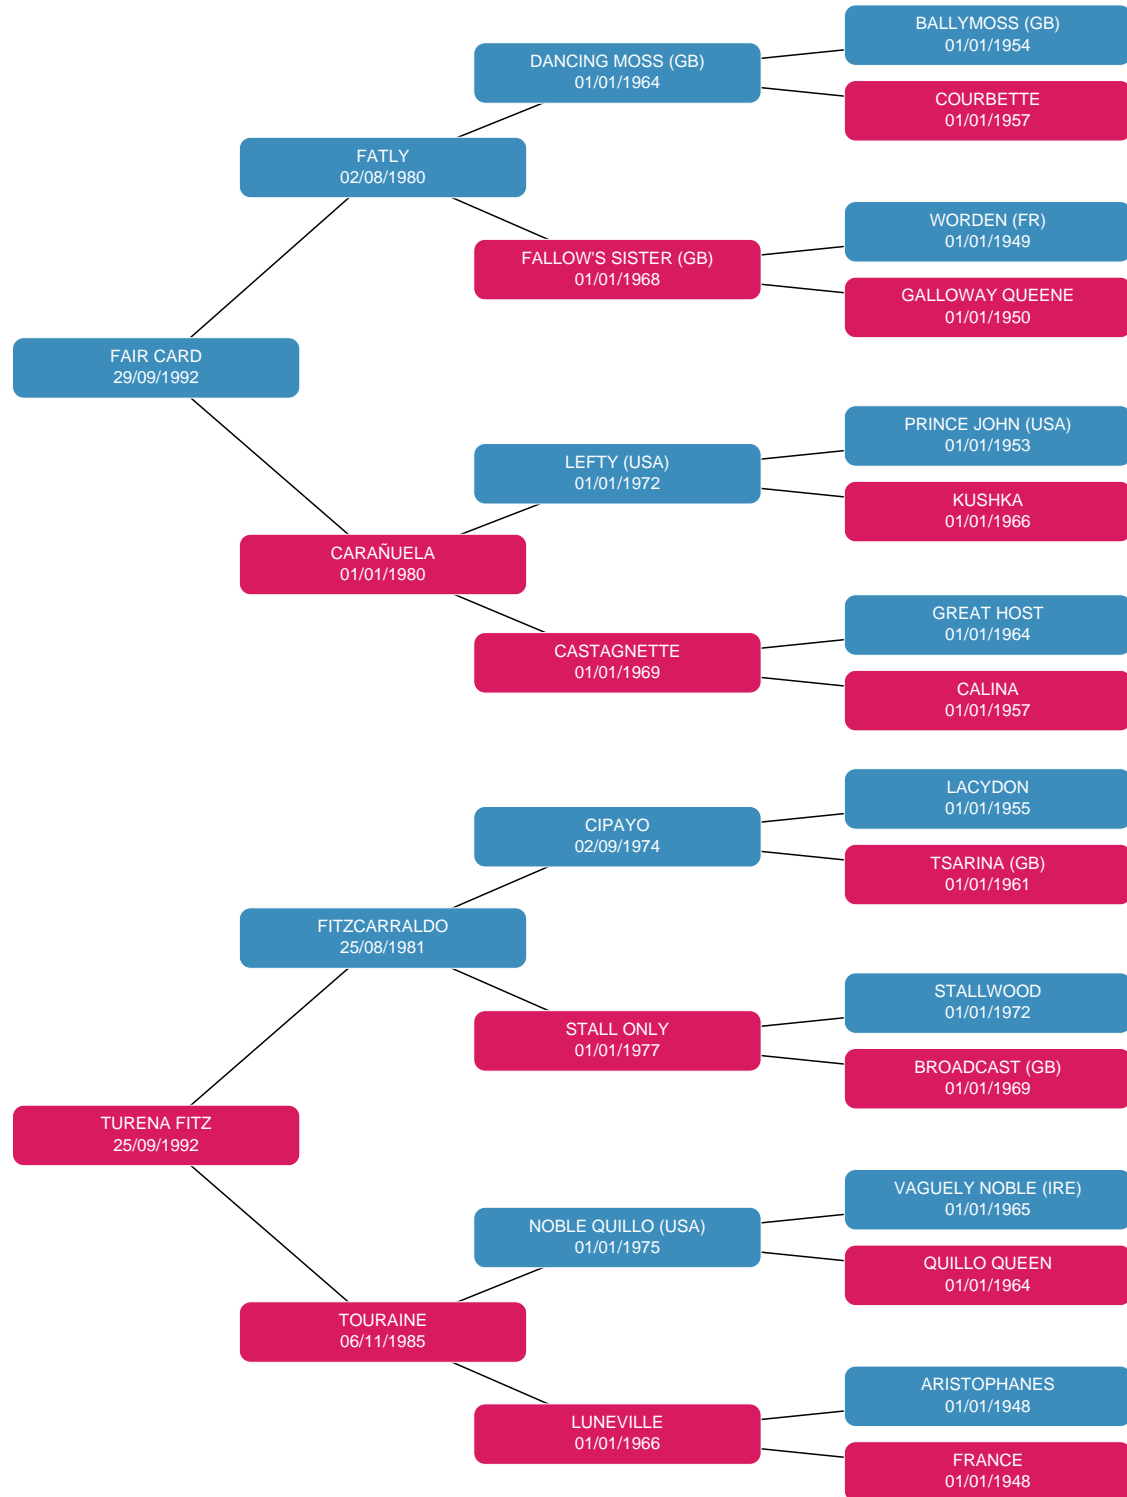 BALLYMOSS (GB)
01/01/1954
DANCING MOSS (GB)
01/01/1964
COURBETTE
01/01/1957
FATLY
02/08/1980
WORDEN (FR)
01/01/1949
FALLOW'S SISTER (GB)
01/01/1968
GALLOWAY QUEENE
01/01/1950
FAIR CARD
29/09/1992
PRINCE JOHN (USA)
01/01/1953
LEFTY (USA)
01/01/1972
KUSHKA
01/01/1966
CARAÑUELA
01/01/1980
GREAT HOST
01/01/1964
CASTAGNETTE
01/01/1969
CALINA
01/01/1957
LACYDON
01/01/1955
CIPAYO
02/09/1974
TSARINA (GB)
01/01/1961
FITZCARRALDO
25/08/1981
STALLWOOD
01/01/1972
STALL ONLY
01/01/1977
BROADCAST (GB)
01/01/1969
TURENA FITZ
25/09/1992
VAGUELY NOBLE (IRE)
01/01/1965
NOBLE QUILLO (USA)
01/01/1975
QUILLO QUEEN
01/01/1964
TOURAINE
06/11/1985
ARISTOPHANES
01/01/1948
LUNEVILLE
01/01/1966
FRANCE
01/01/1948